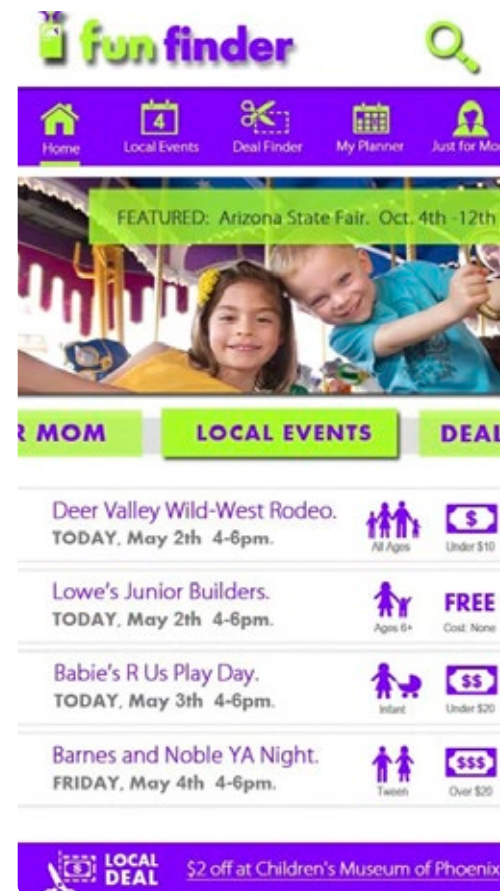 fun finder
4
Home Local Events Deal Finder My Planner Just for Mo
FEATURED: Arizona State Fair. Oct. 4th -12th
R MOM LOCAL EVENTS DEAL
Deer Valley Wild-West Rodeo.
TODAY, May 2th 4-6pm.
All Ages
$
Under $10
Lowe's Junior Builders.
TODAY, May 2th 4-6pm.
Ages 6+
FREE
Cost: None
Babie's R Us Play Day.
TODAY, May 3th 4-6pm.
Infant
$$
Under $20
Barnes and Noble YA Night.
FRIDAY, May 4th 4-6pm.
Tween
$$$
Over $20
$
LOCAL
DEAL
$2 off at Children's Museum of Phoenix